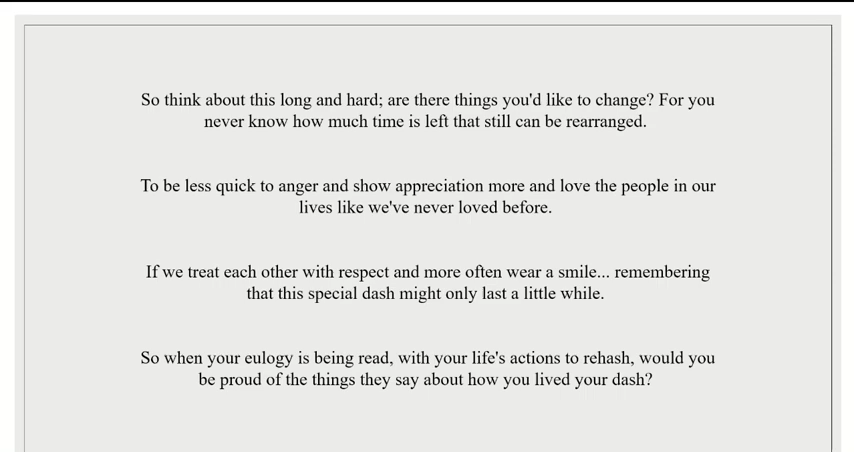 So think about this long and hard; are there things you'd like to change? For you
never know how much time is left that still can be rearranged.
To be less quick to anger and show appreciation more and love the people in our
lives like we've never loved before.
If we treat each other with respect and more often wear a smile... remembering
that this special dash might only last a little while.
So when your eulogy is being read, with your life's actions to rehash, would you
be proud of the things they say about how you lived your dash?